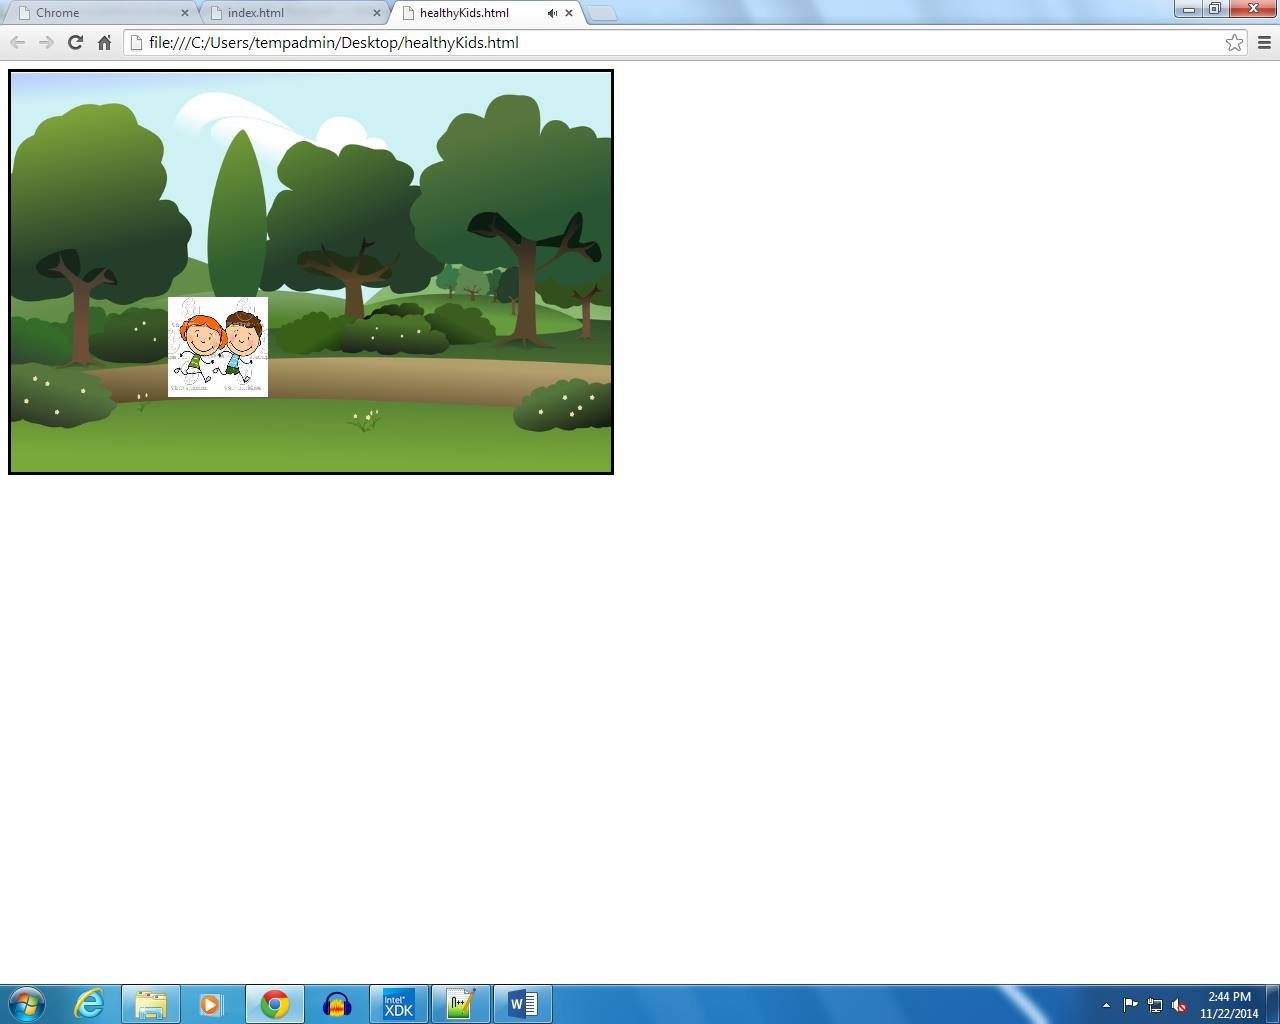 Chrome
index.html
healthyKids.html
file:///C:/Users/tempadmin/Desktop/healthyKids.html
intel
XDK
2:44 PM
11/22/2014